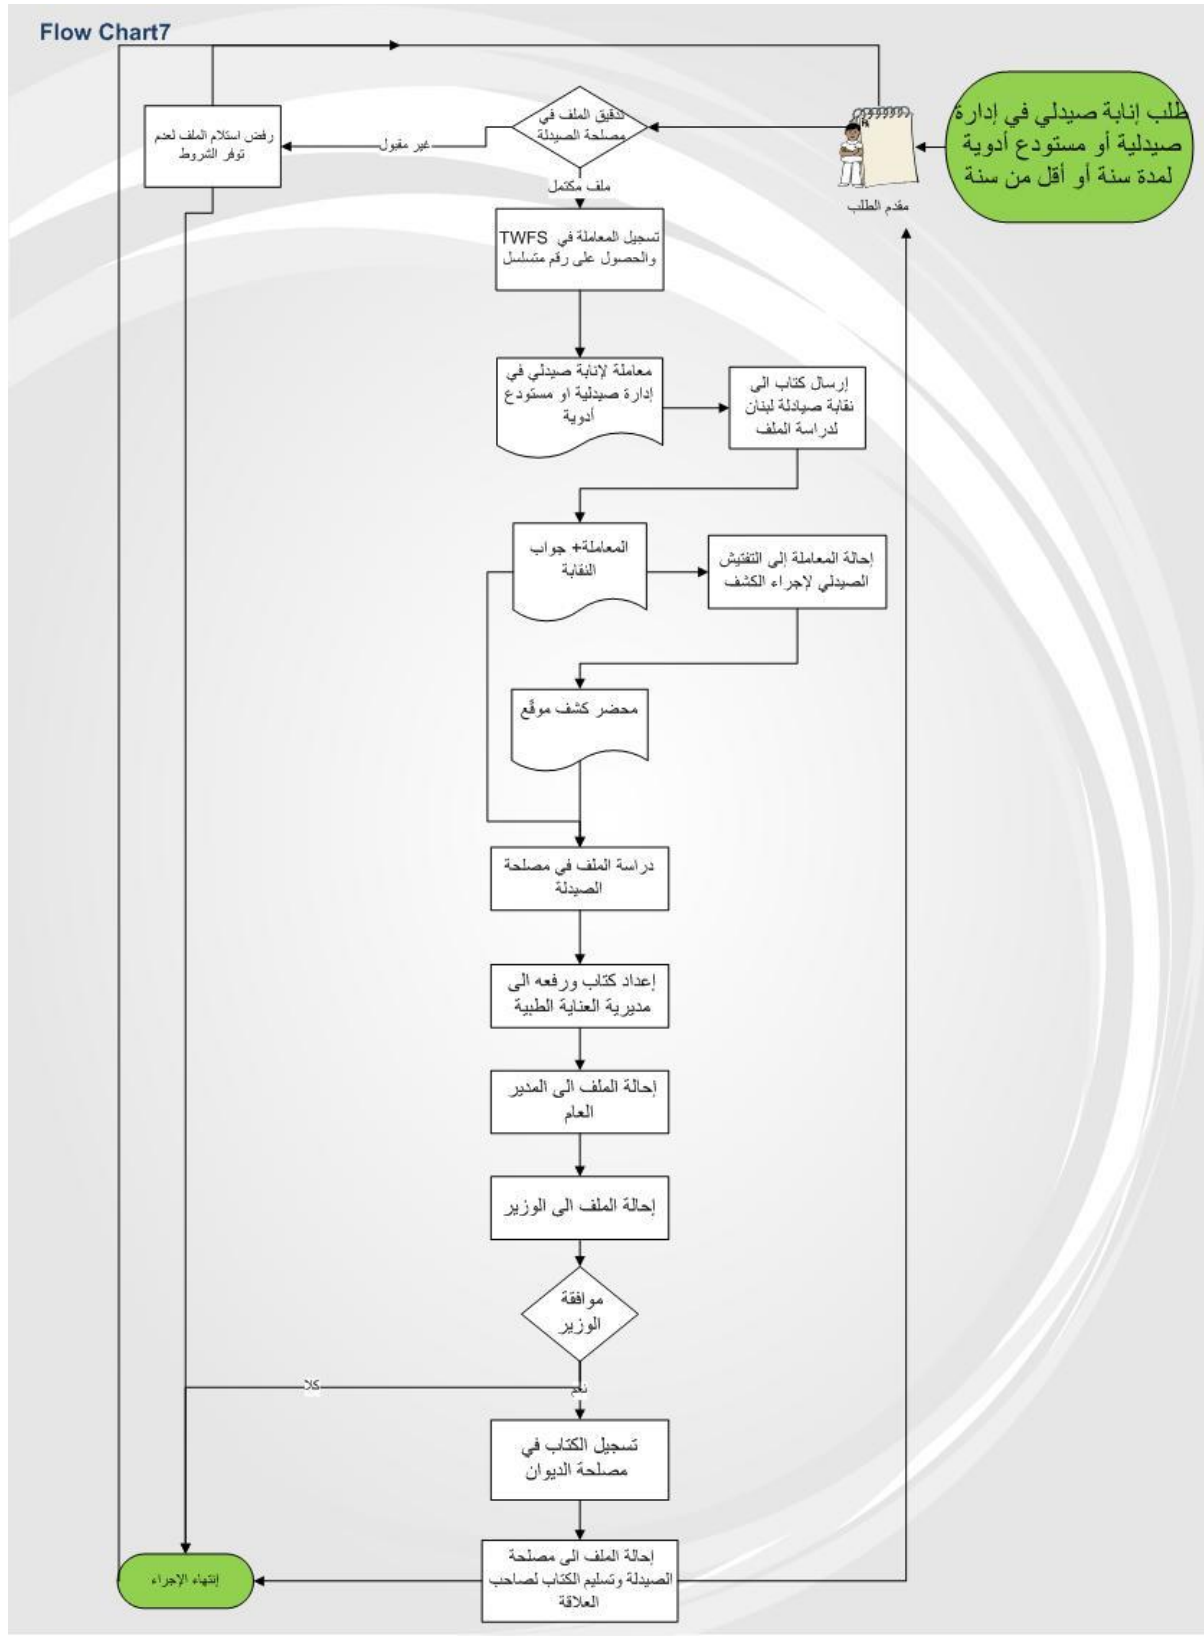 Flow Chart7
طلب إنابة صيدلي في إدارة
صيدلية أو مستودع أدوية
لمدة سنة أو أقل من سنة
مقدم الطلب
تدقيق الملف في
مصلحة الصيدلة
غير مقبول
رفض استلام الملف لعدم
توفر الشروط
ملف مكتمل
تسجيل المعاملة في TWFS
والحصول على رقم متسلسل
معاملة لإنابة صيدلي في
إدارة صيدلية او مستودع
أدوية
إرسال كتاب الى
نقابة صيادلة لبنان
لدراسة الملف
المعاملة+ جواب
النقابة
إحالة المعاملة إلى التفتيش
الصيدلي لإجراء الكشف
محضر كشف موقّع
دراسة الملف في مصلحة
الصيدلة
إعداد كتاب ورفعه الى
مديرية العناية الطبية
إحالة الملف الى المدير
العام
إحالة الملف الى الوزير
موافقة
الوزير
كلا
نعم
تسجيل الكتاب في
مصلحة الديوان
إحالة الملف الى مصلحة
الصيدلة وتسليم الكتاب لصاحب
العلاقة
إنتهاء الإجراء